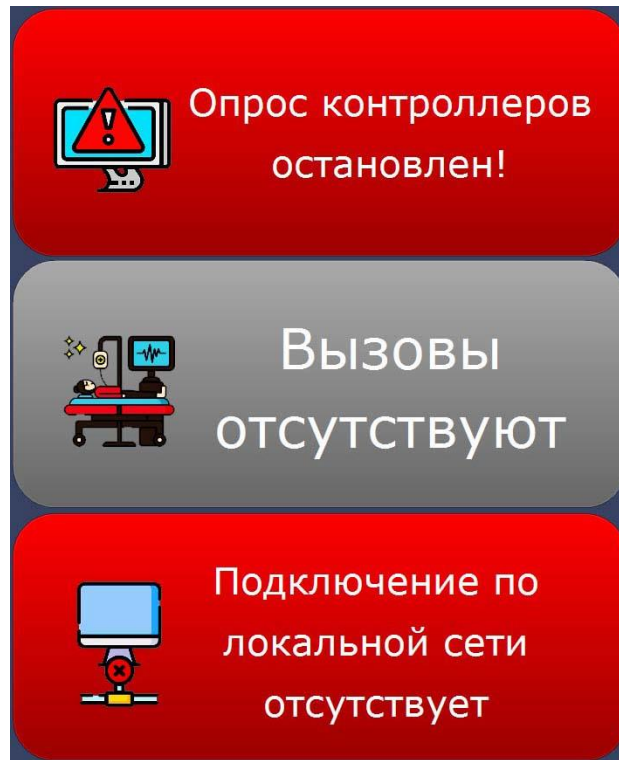 Опрос контроллеров
остановлен!
Вызовы
отсутствуют
Подключение по
локальной сети
отсутствует